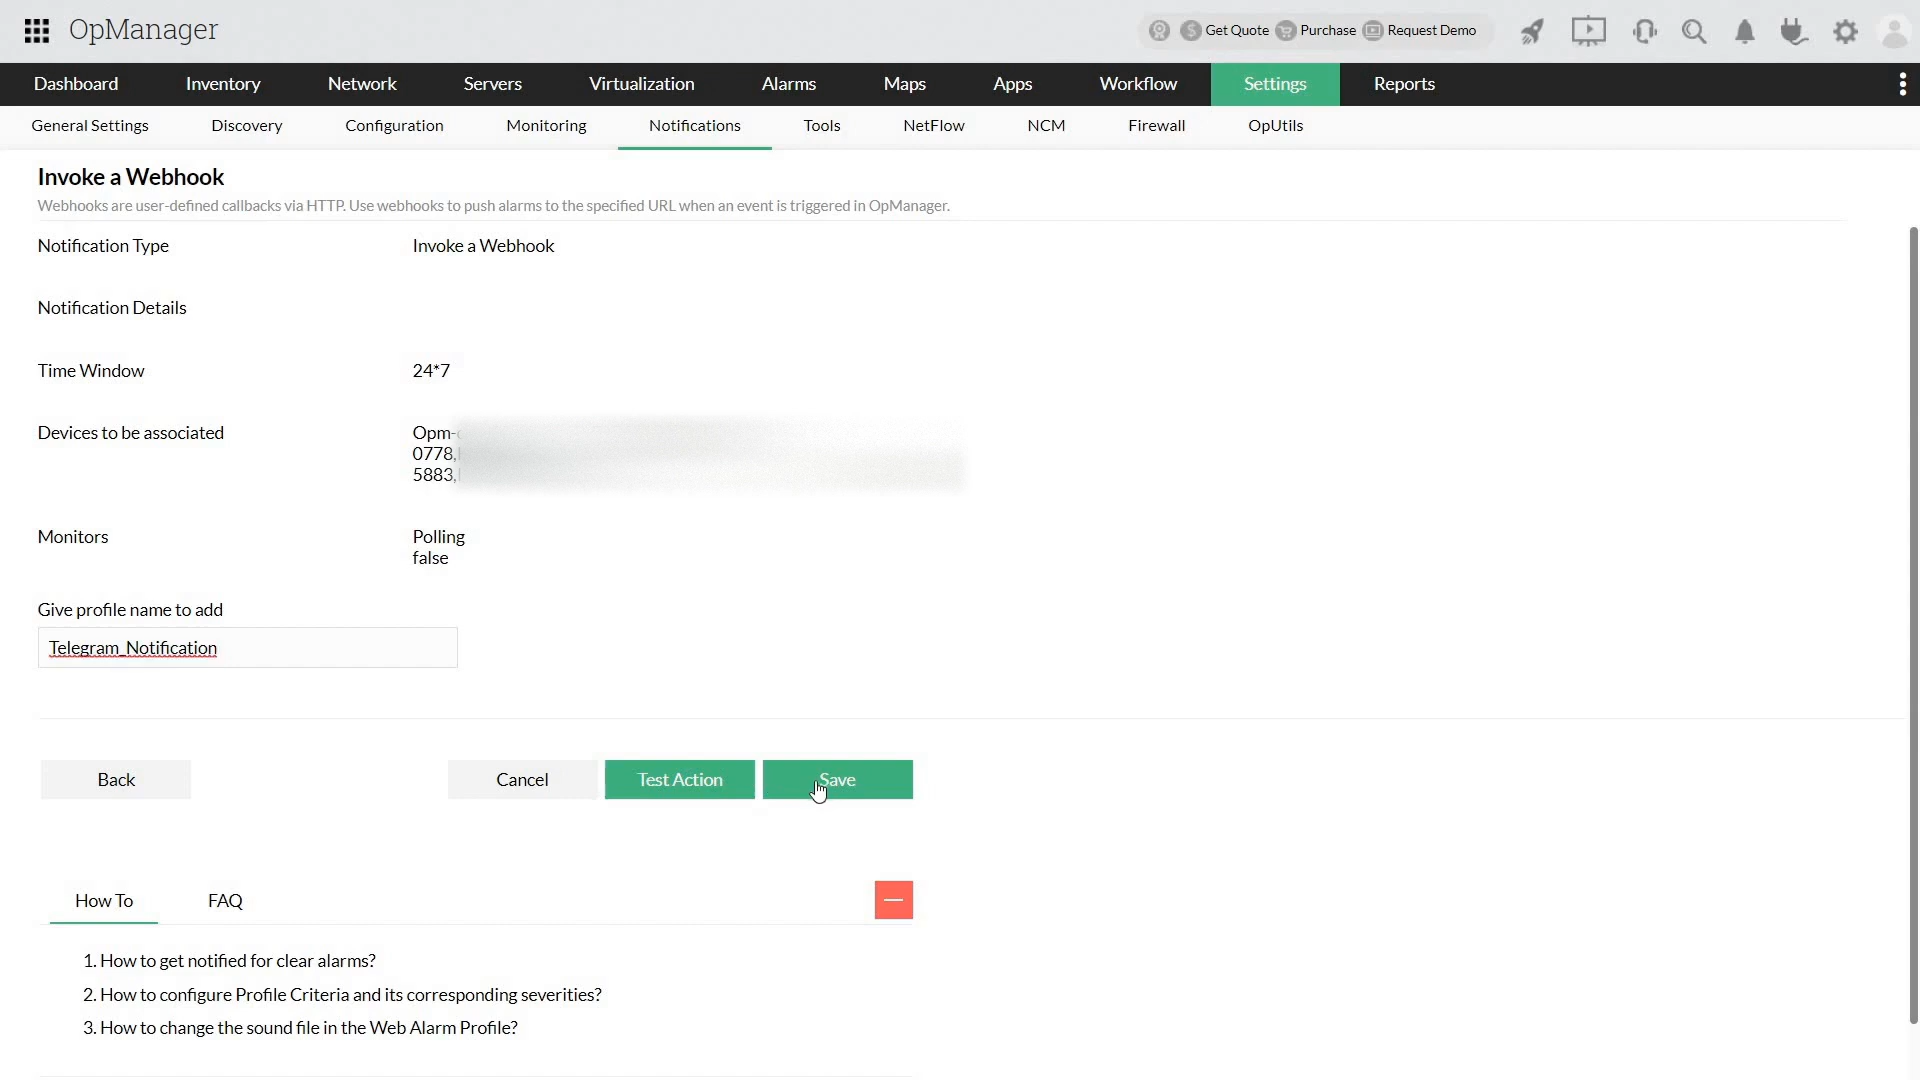 OpManager
Get Quote Purchase Request Demo
Dashboard Inventory Network Servers Virtualization Alarms Maps Apps Workflow Settings Reports
General Settings Discovery Configuration Monitoring Notifications Tools NetFlow NCM Firewall OpUtils
Invoke a Webhook
Webhooks are user-defined callbacks via HTTP. Use webhooks to push alarms to the specified URL when an event is triggered in OpManager.
Notification Type Invoke a Webhook
Notification Details
Time Window 24*7
Devices to be associated Opm-
0778,
5883,
Monitors Polling
false
Give profile name to add
Telegram_Notification
Back Cancel Test Action Save
How To FAQ
1. How to get notified for clear alarms?
2. How to configure Profile Criteria and its corresponding severities?
3. How to change the sound file in the Web Alarm Profile?